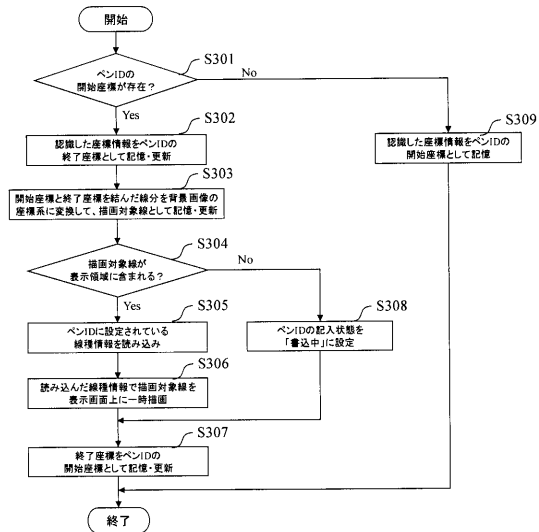 開始
S301
ペンIDの
開始座標が存在？
No
Yes
S302
認識した座標情報をペンIDの
終了座標として記憶・更新
S309
認識した座標情報をペンIDの
開始座標として記憶
S303
開始座標と終了座標を結んだ線分を背景画像の
座標系に変換して、描画対象線として記憶・更新
S304
描画対象線が
表示領域に含まれる？
No
Yes
S305
ペンIDに設定されている
線種情報を読み込み
S308
ペンIDの記入状態を
「書込中」に設定
S306
読み込んだ線種情報で描画対象線を
表示画面上に一時描画
S307
終了座標をペンIDの
開始座標として記憶・更新
終了